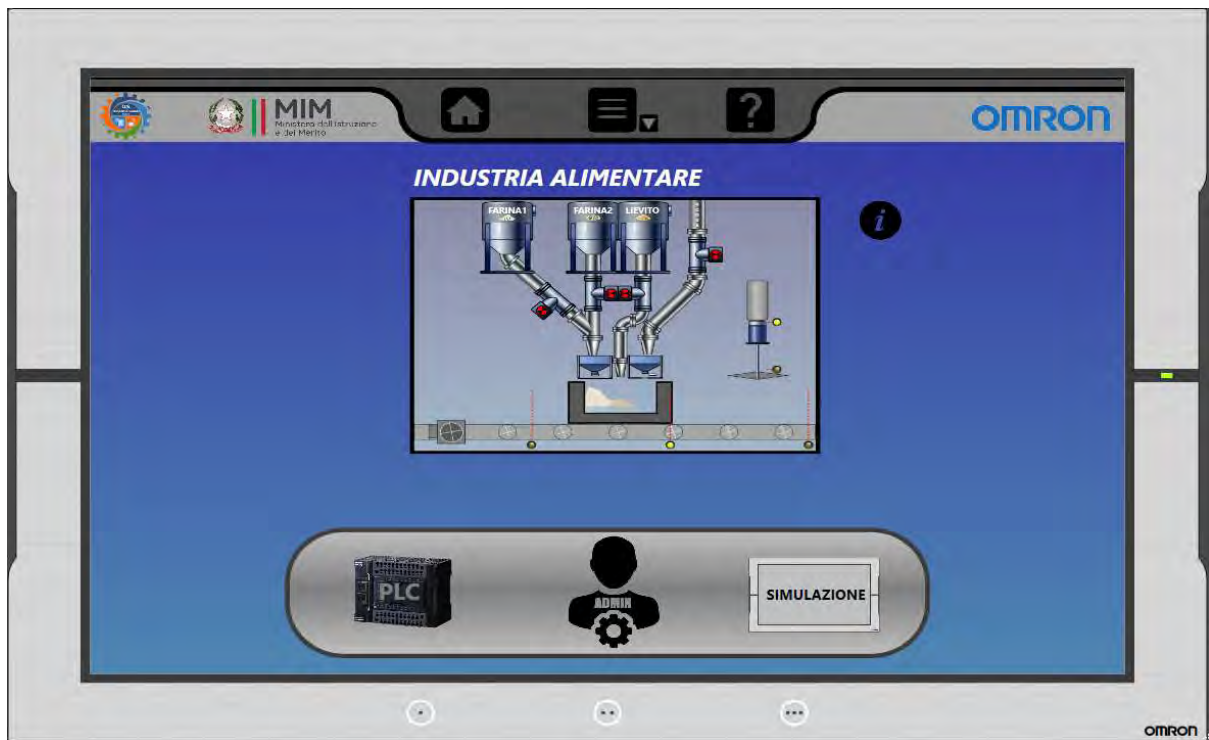 MIM
Ministero dell'Istruzione
e del Merito
?
OMRON
INDUSTRIA ALIMENTARE
FARINA1
FARINA2
LIEVITO
i
PLC
ADMIN
SIMULAZIONE
OMRON